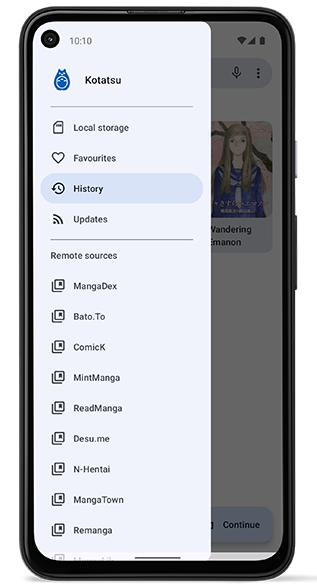 10:10
Kotatsu
Local storage
Favourites
History
Updates
Remote sources
MangaDex
Bato.To
ComicK
MintManga
ReadManga
Desu.me
N-Hentai
MangaTown
Remanga
Wandering
Emanon
Continue